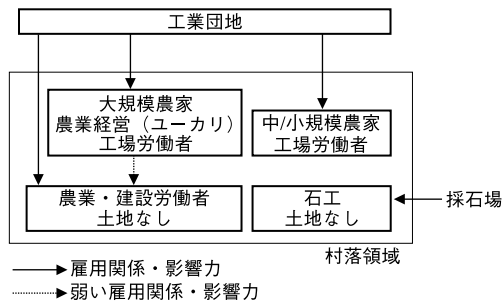 工業団地
大規模農家
農業経営（ユーカリ）
工場労働者
中/小規模農家
工場労働者
農業・建設労働者
土地なし
石工
土地なし
採石場
村落領域
雇用関係・影響力
弱い雇用関係・影響力